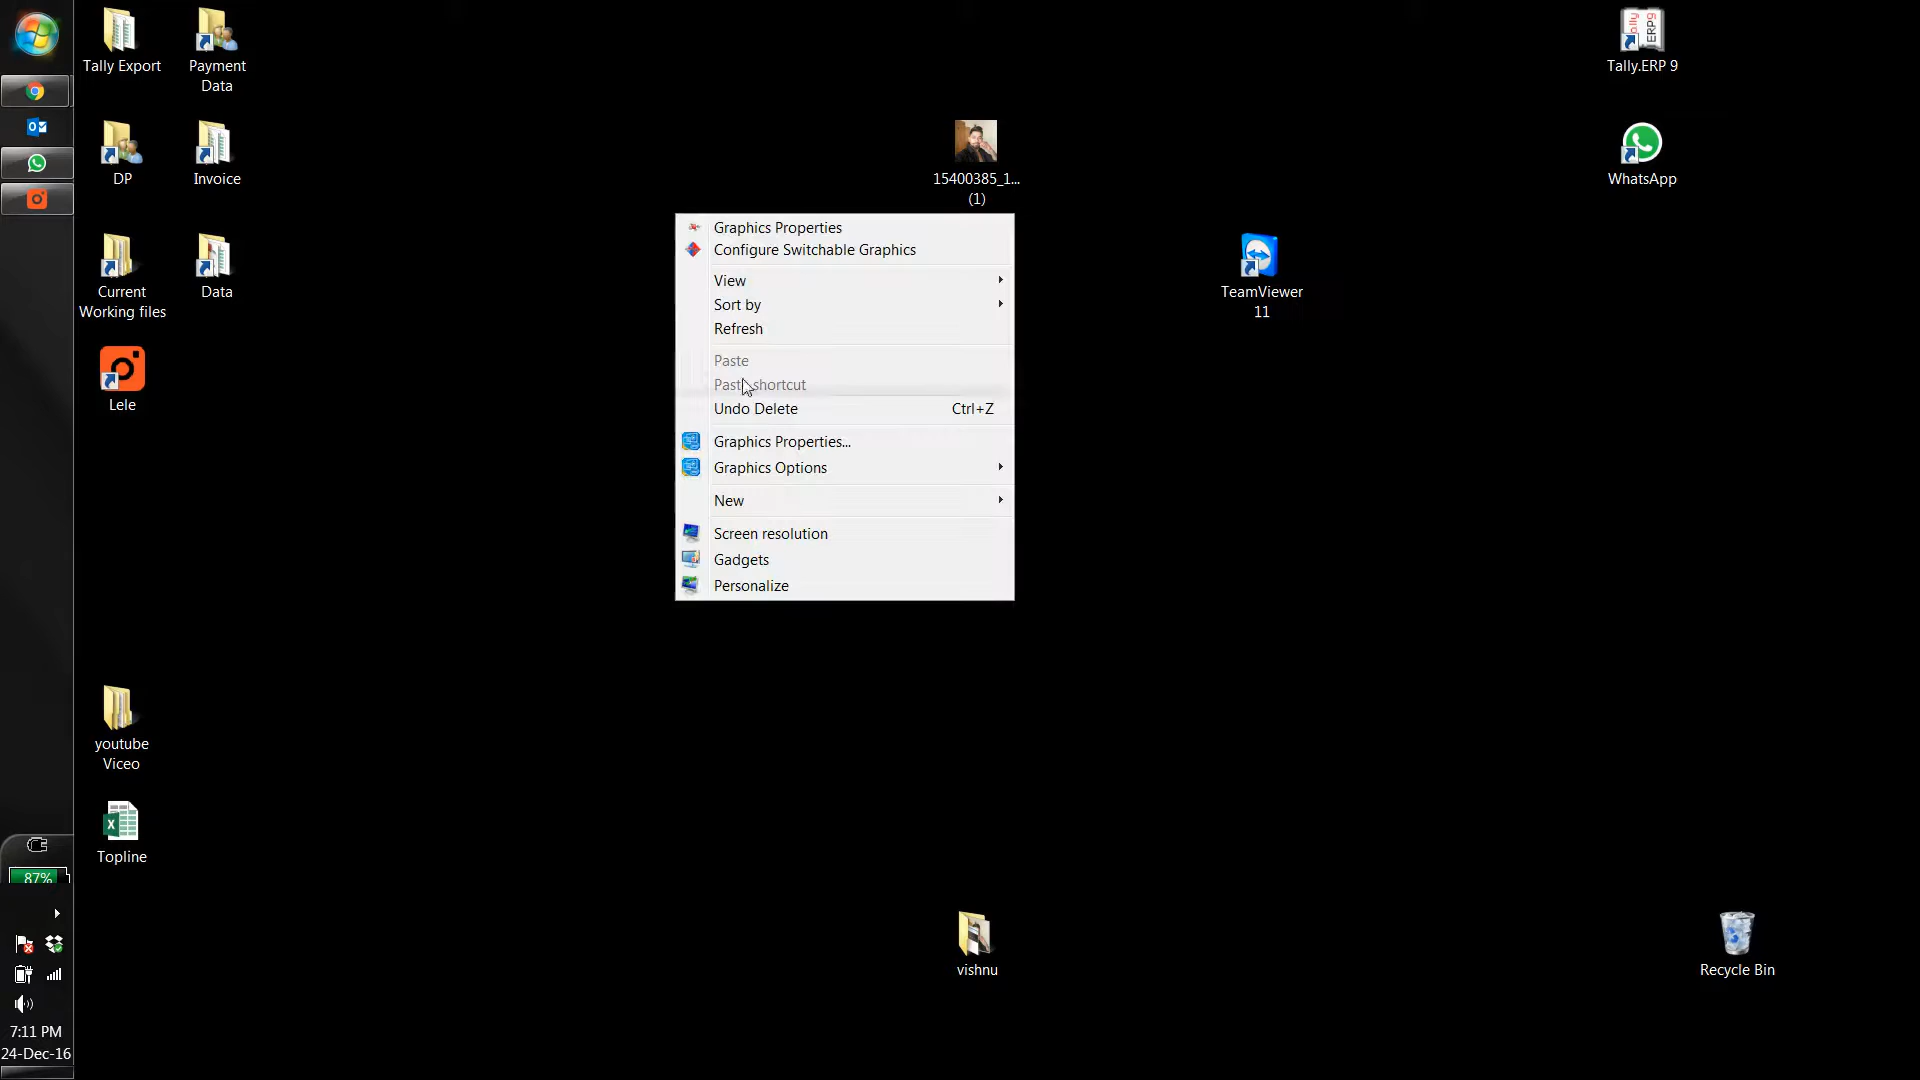 Tally Export
Payment
Data
DP
Invoice
Current
Working files
Data
Lele
youtube
Viceo
Topline
15400385_1...
(1)
Graphics Properties
Configure Switchable Graphics
View
Sort by
Refresh
Paste
Paste shortcut
Undo Delete Ctrl+Z
Graphics Properties...
Graphics Options
New
Screen resolution
Gadgets
Personalize
TeamViewer
11
Tally.ERP 9
WhatsApp
vishnu
Recycle Bin
87%
7:11 PM
24-Dec-16